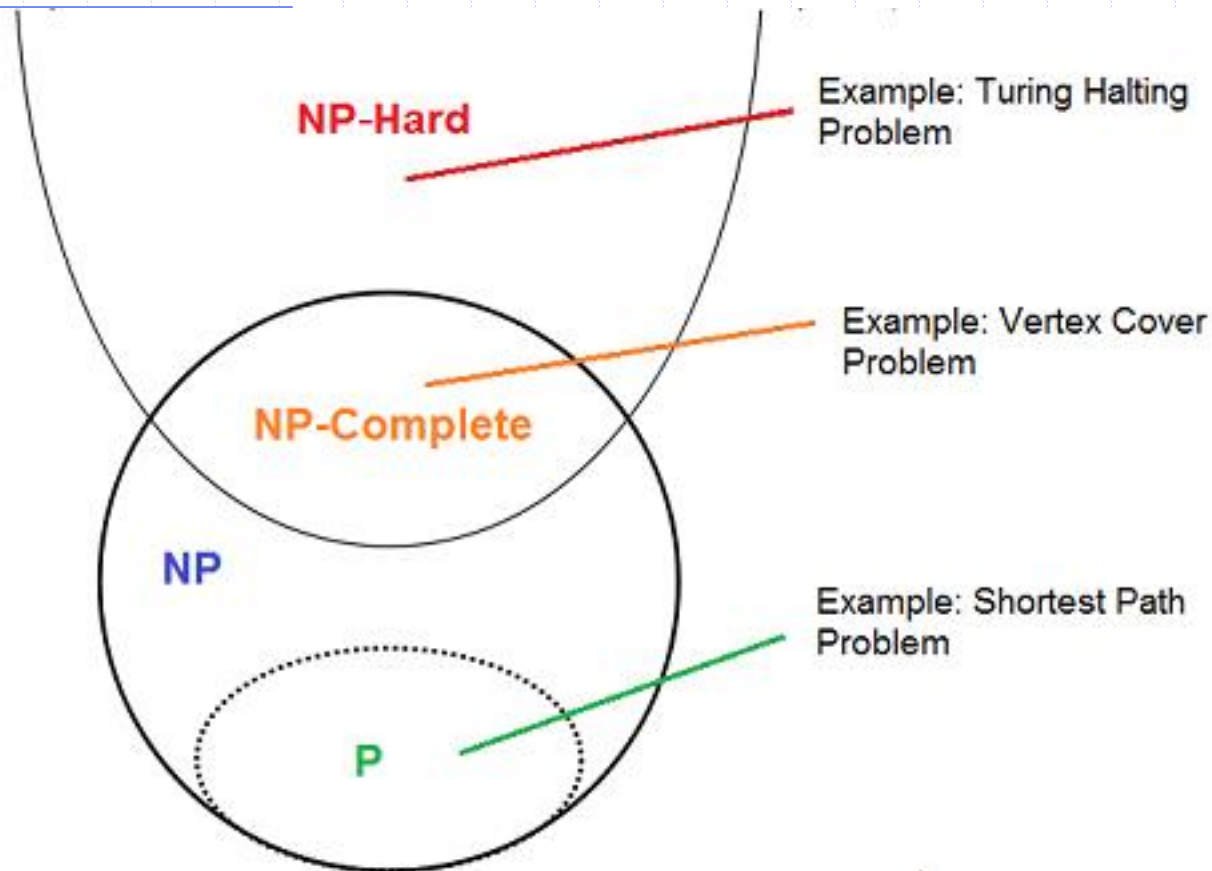 NP-Hard
Example: Turing Halting
Problem
Example: Vertex Cover
Problem
NP-Complete
NP
Example: Shortest Path
Problem
P